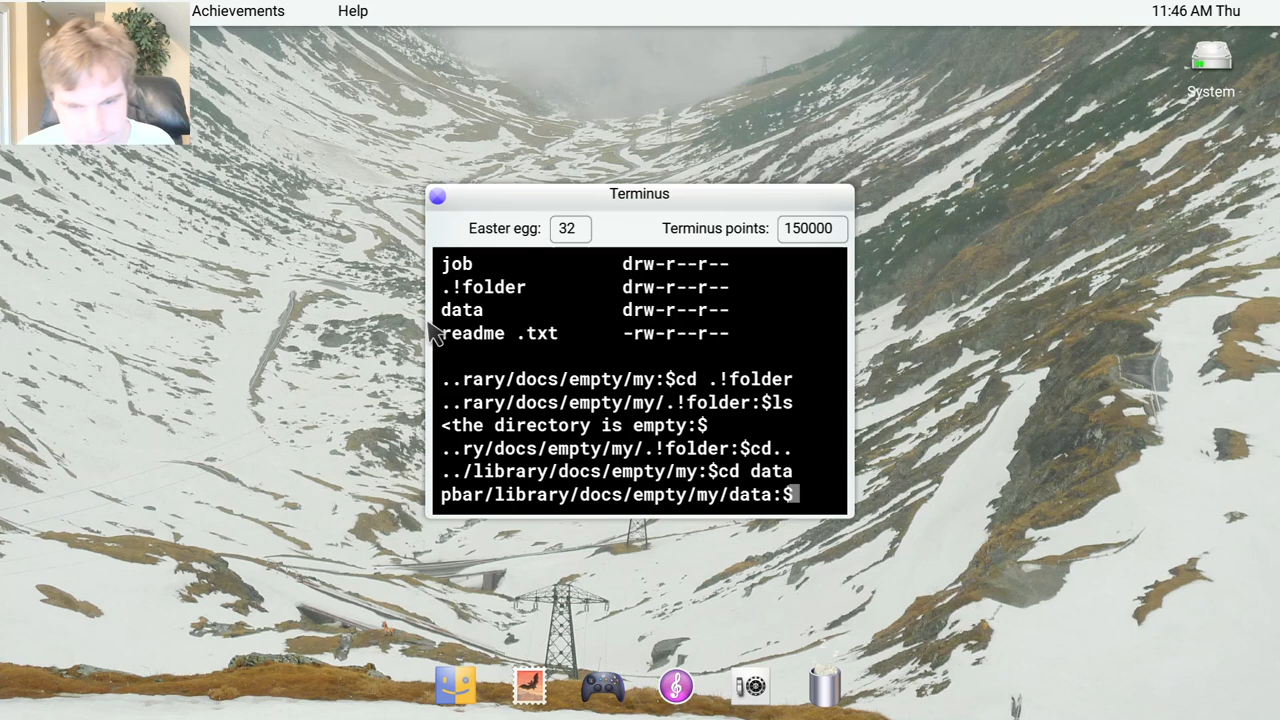 Achievements Help 11:46 AM Thu
System
Terminus
Easter egg: 32 Terminus points: 150000
job drw-r--r--
.!folder drw-r--r--
data drw-r--r--
readme .txt -rw-r--r--
..rary/docs/empty/my:$cd .!folder
..rary/docs/empty/my/.!folder:$ls
<the directory is empty:$
..ry/docs/empty/my/.!folder:$cd..
../library/docs/empty/my:$cd data
pbar/library/docs/empty/my/data:$